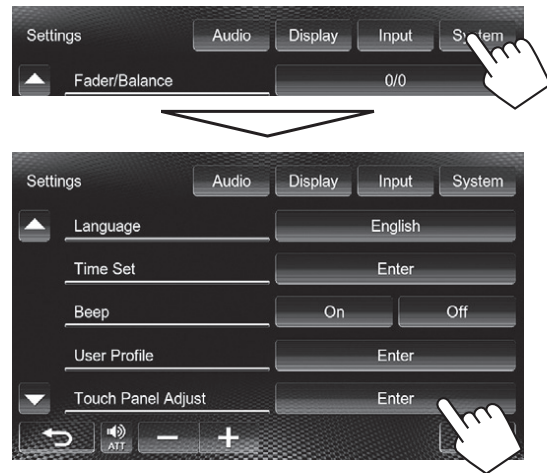 Settings Audio Display Input System
Fader/Balance 0/0
Settings Audio Display Input System
Language English
Time Set Enter
Beep On Off
User Profile Enter
Touch Panel Adjust Enter
ATT